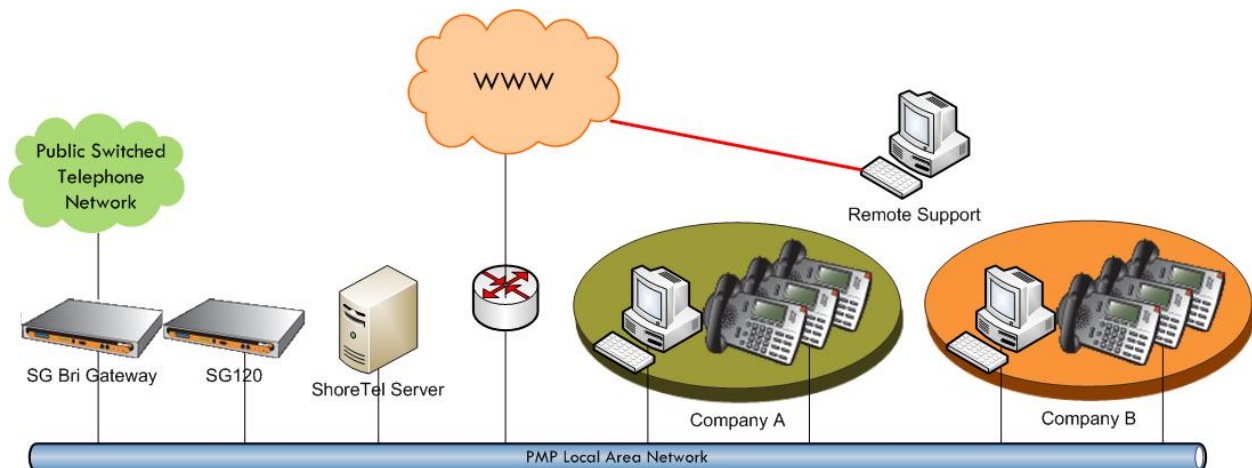 WWW
Public Switched
Telephone
Network
Remote Support
SG Bri Gateway
SG120
ShoreTel Server
Company A
Company B
PMP Local Area Network